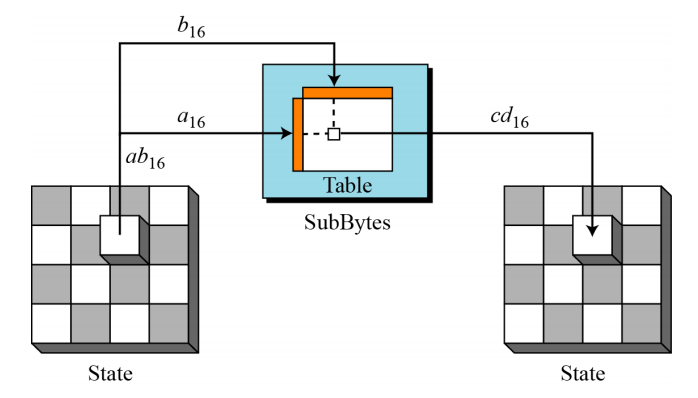 b₁₆
a₁₆
cd₁₆
ab₁₆
Table
SubBytes
State
State